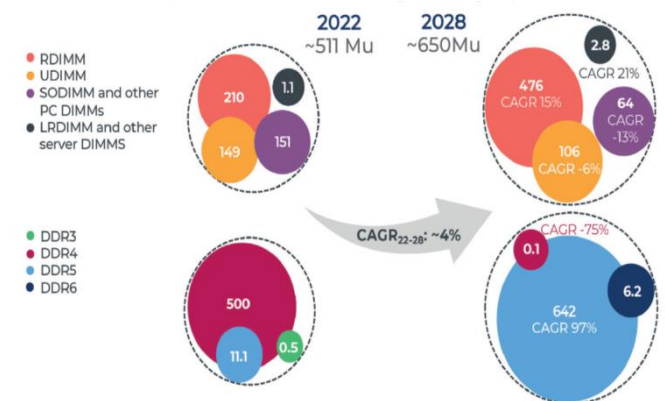 2022
~511 Mu
2028
~650Mu
RDIMM
UDIMM
SODIMM and other
PC DIMMs
LRDIMM and other
server DIMMS
210
1.1
149
151
2.8
CAGR 21%
476
CAGR 15%
64
CAGR
-13%
106
CAGR -6%
CAGR22-28: ~4%
DDR3
DDR4
DDR5
DDR6
500
11.1
0.5
CAGR -75%
0.1
6.2
642
CAGR 97%